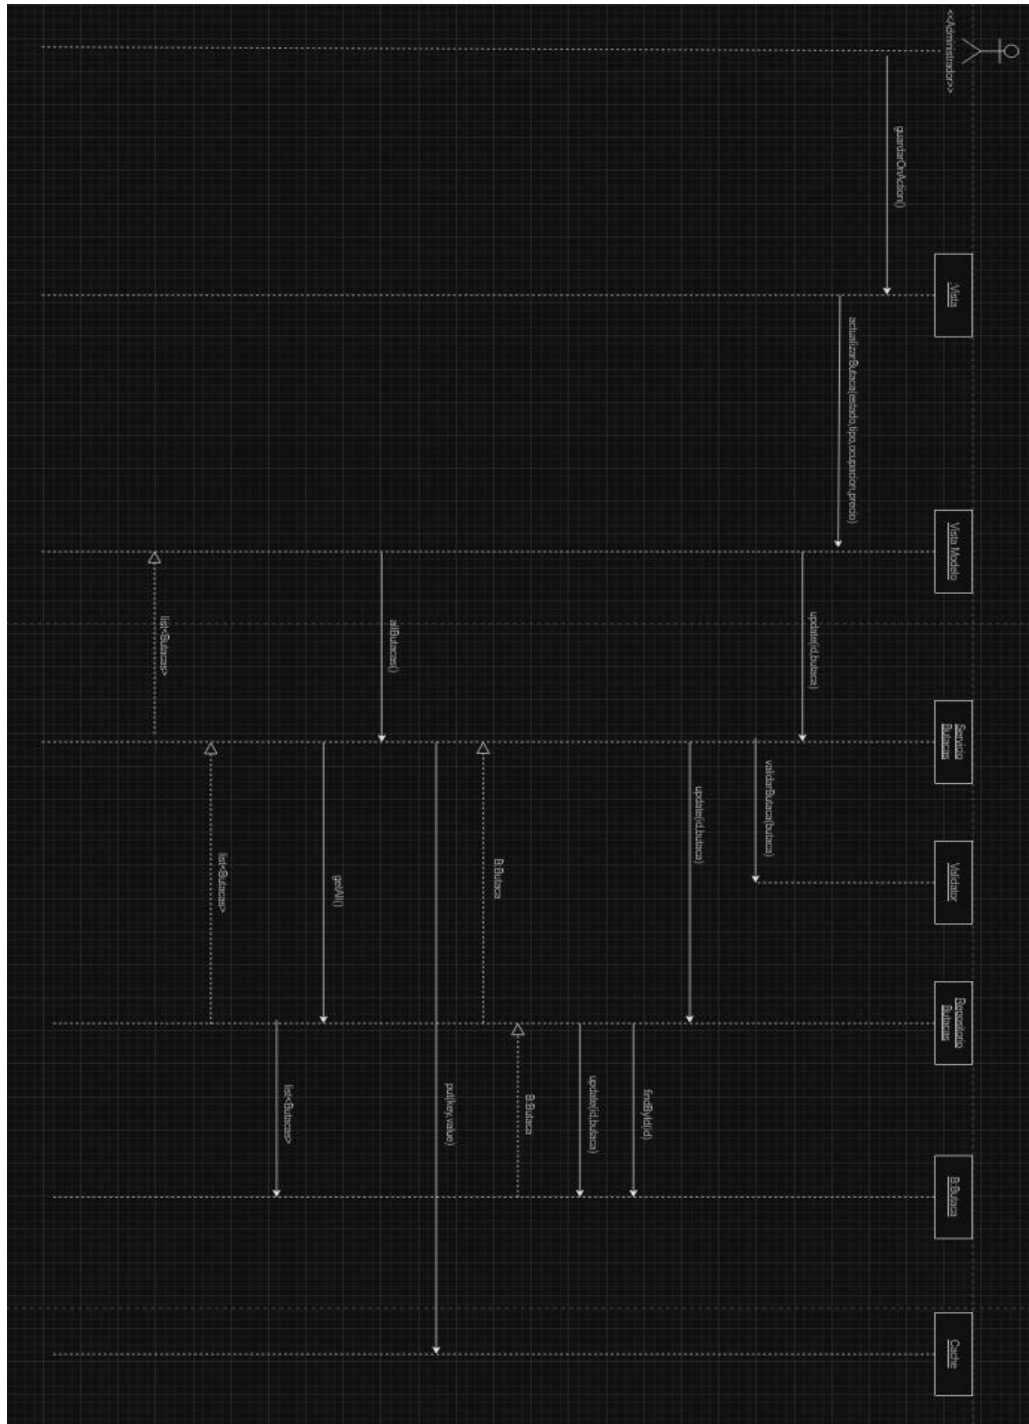 <<Administrador>>
:Vista
Vista Modelo
Servicio
Butacas
Validator
Repositorio
Butacas
B:Butaca
Cache
guardarOnAction()
actualizarButaca(estado,tipo,ocupacion,precio)
update(id,butaca)
validarButaca(butaca)
update(id,butaca)
findById(id)
update(id,butaca)
B:Butaca
B:Butaca
put(key,value)
allButacas()
getAll()
list<Butacas>
list<Butacas>
list<Butacas>